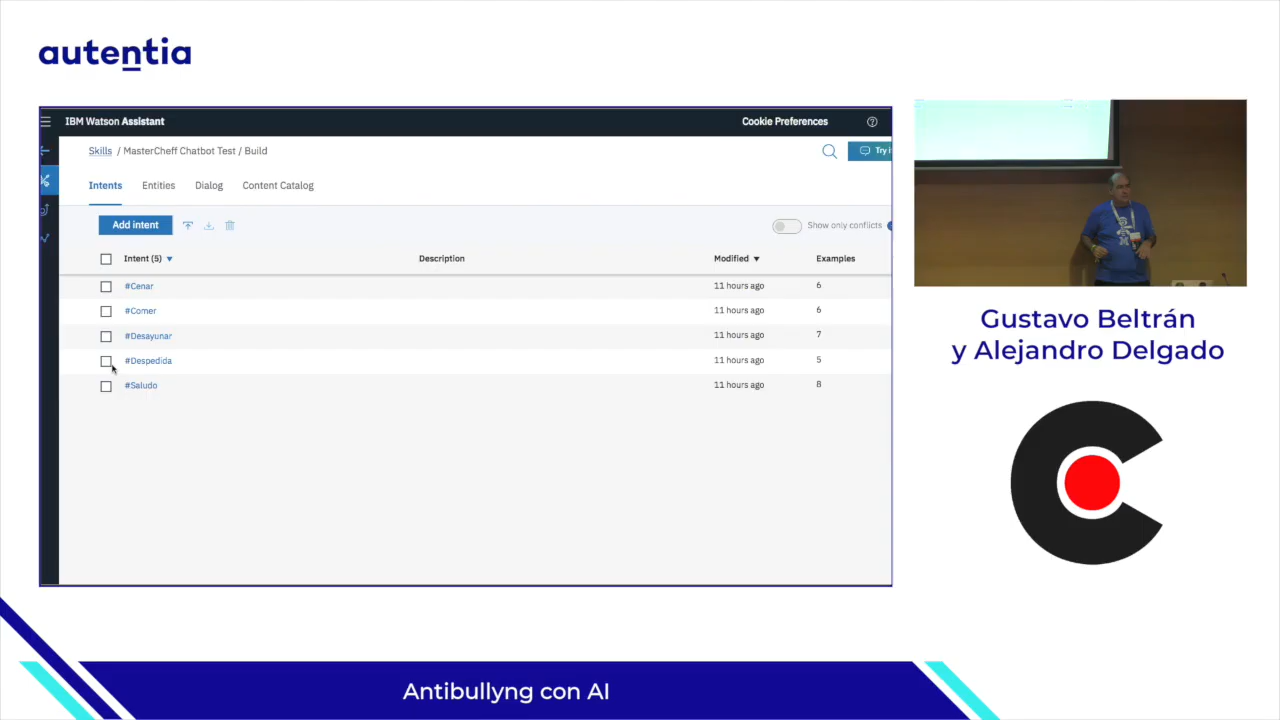 autentia
IBM Watson Assistant
Cookie Preferences
Skills / MasterCheff Chatbot Test / Build
Try i
Intents
Entities
Dialog
Content Catalog
Add intent
Show only conflicts
Intent (5)
Description
Modified
Examples
#Cenar 11 hours ago 6
#Comer 11 hours ago 6
#Desayunar 11 hours ago 7
#Despedida 11 hours ago 5
#Saludo 11 hours ago 8
Gustavo Beltrán
y Alejandro Delgado
Antibullyng con AI